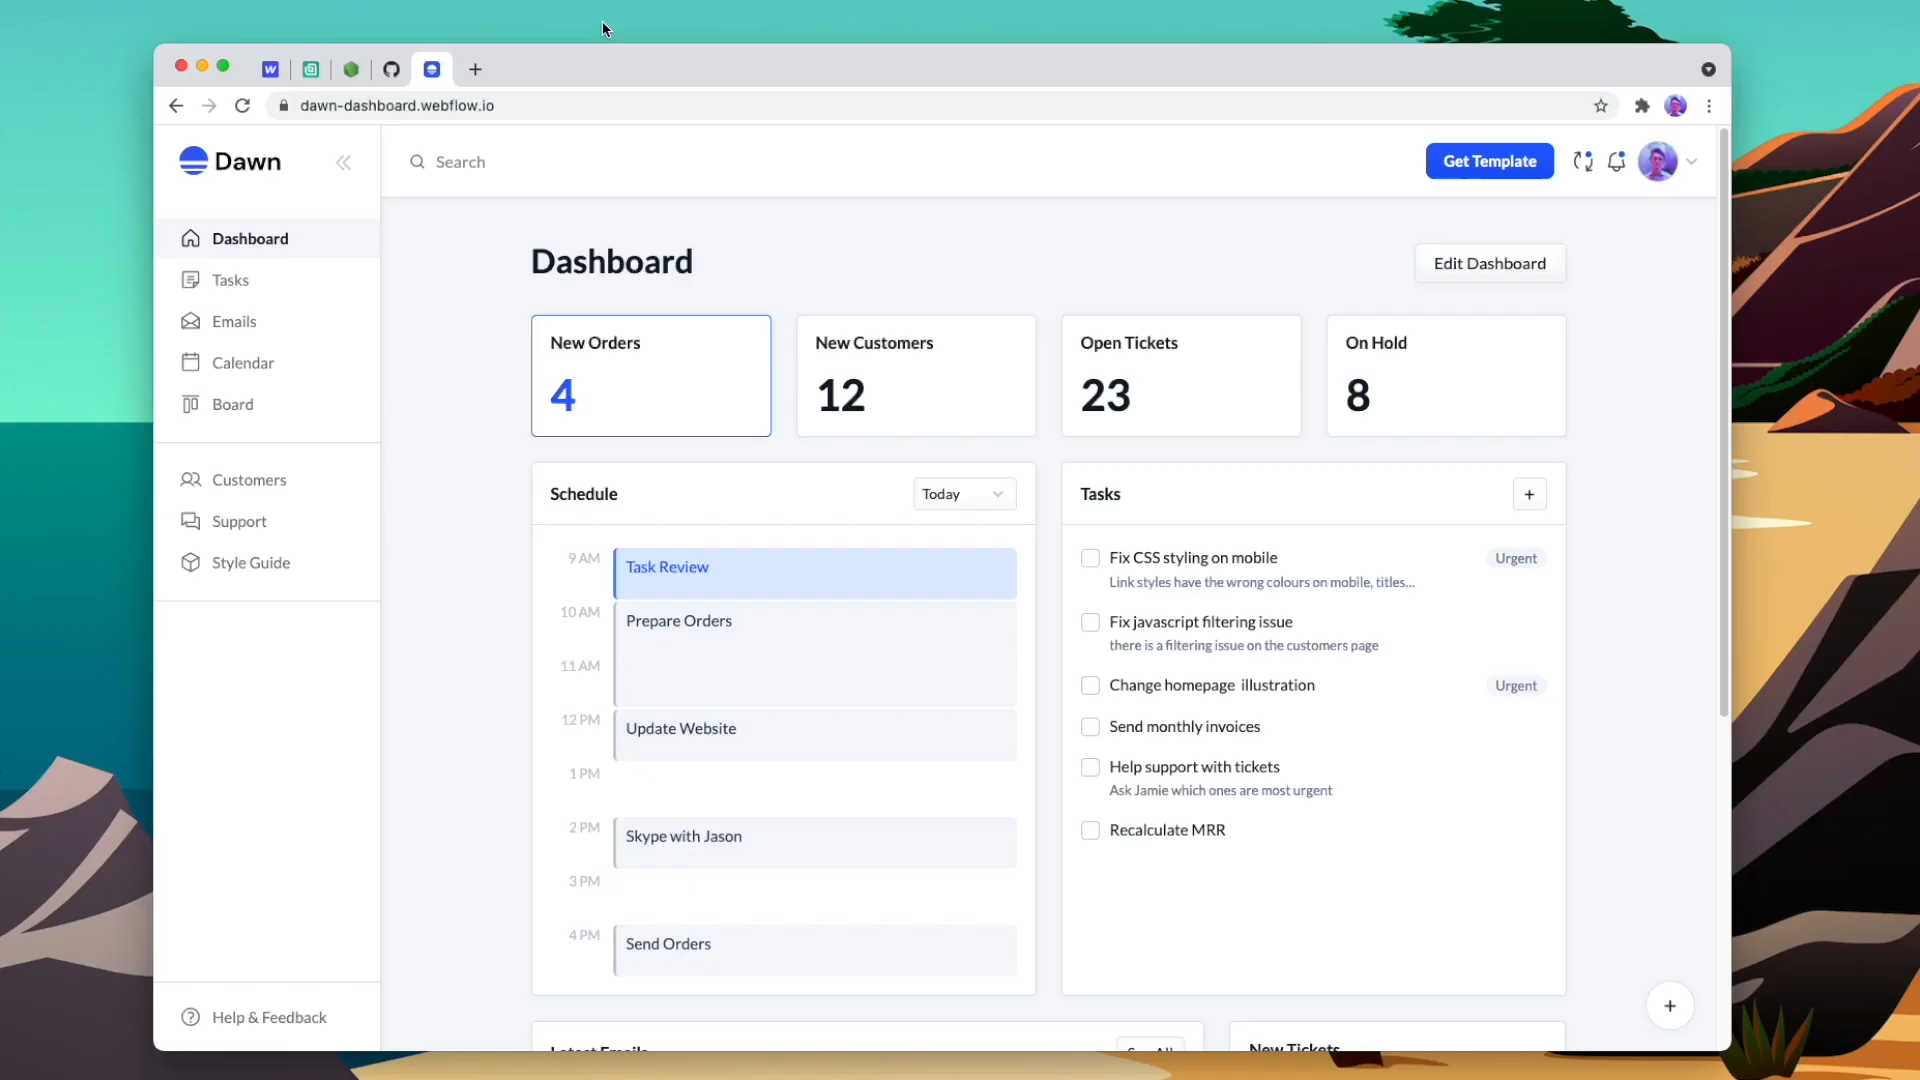 dawn-dashboard.webflow.io
Dawn
Search
Get Template
Dashboard
Tasks
Emails
Calendar
Board
Customers
Support
Style Guide
Help & Feedback
Dashboard
Edit Dashboard
New Orders
4
New Customers
12
Open Tickets
23
On Hold
8
Schedule
Today
9 AM
Task Review
10 AM
Prepare Orders
11 AM
12 PM
Update Website
1 PM
2 PM
Skype with Jason
3 PM
4 PM
Send Orders
Tasks
+
Fix CSS styling on mobile
Urgent
Link styles have the wrong colours on mobile, titles...
Fix javascript filtering issue
there is a filtering issue on the customers page
Change homepage illustration
Urgent
Send monthly invoices
Help support with tickets
Ask Jamie which ones are most urgent
Recalculate MRR
+
Latest Emails
See All
New Tickets